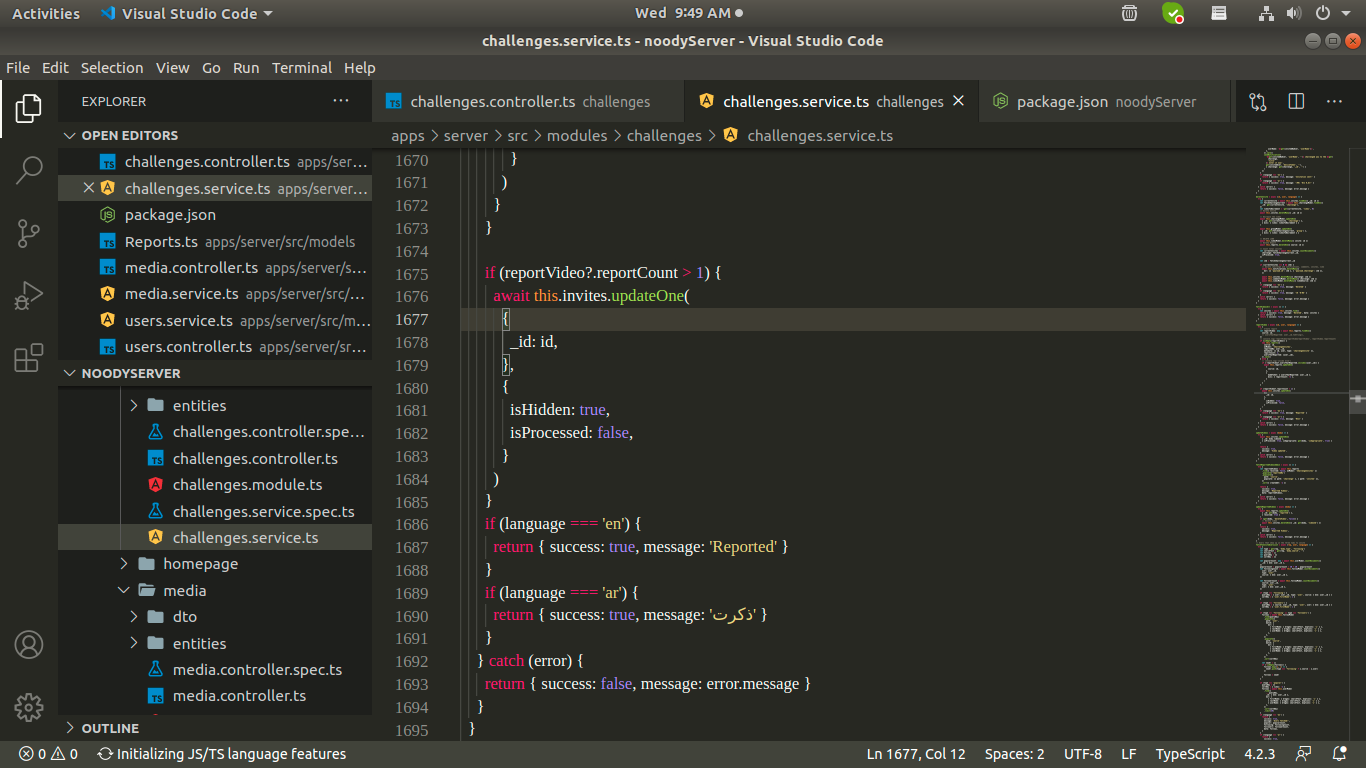 Activities Visual Studio Code Wed 9:49 AM
challenges.service.ts - noodyServer - Visual Studio Code
File Edit Selection View Go Run Terminal Help
EXPLORER
OPEN EDITORS
challenges.controller.ts apps/ser...
challenges.service.ts apps/server...
package.json
Reports.ts apps/server/src/models
media.controller.ts apps/server/s...
media.service.ts apps/server/src/...
users.service.ts apps/server/src/m...
users.controller.ts apps/server/sr...
NOODYSERVER
entities
challenges.controller.spe...
challenges.controller.ts
challenges.module.ts
challenges.service.spec.ts
challenges.service.ts
homepage
media
dto
entities
media.controller.spec.ts
media.controller.ts
OUTLINE
challenges.controller.ts challenges
challenges.service.ts challenges
package.json noodyServer
apps > server > src > modules > challenges > challenges.service.ts
1670 }
1671 )
1672 }
1673 }
1674
1675 if (reportVideo?.reportCount > 1) {
1676 await this.invites.updateOne(
1677 {
1678 _id: id,
1679 },
1680 {
1681 isHidden: true,
1682 isProcessed: false,
1683 }
1684 )
1685 }
1686 if (language === 'en') {
1687 return { success: true, message: 'Reported' }
1688 }
1689 if (language === 'ar') {
1690 return { success: true, message: 'ذكرت' }
1691 }
1692 } catch (error) {
1693 return { success: false, message: error.message }
1694 }
1695 }
0 0 Initializing JS/TS language features Ln 1677, Col 12 Spaces: 2 UTF-8 LF TypeScript 4.2.3